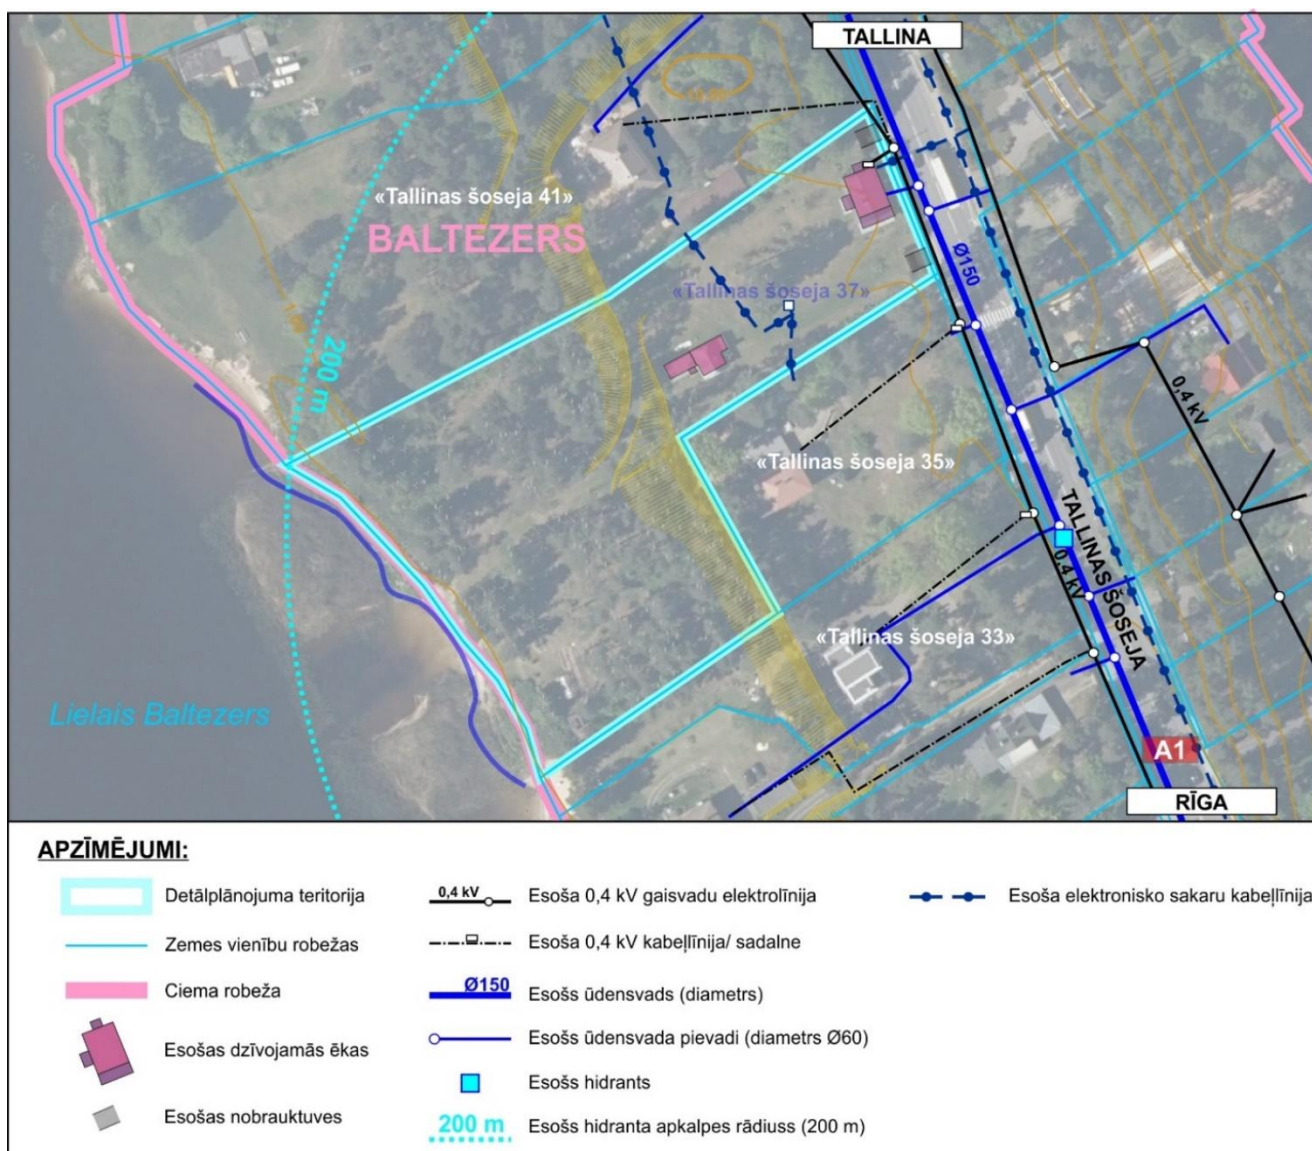 TALLINA
«Tallinas šoseja 41»
BALTEZERS
Ø150
«Tallinas šoseja 37»
200 m
0,4 kV
«Tallinas šoseja 35»
TALLINAS ŠOSEJA
0,4 kV
«Tallinas šoseja 33»
Lielais Baltezers
A1
RĪGA
APZĪMĒJUMI:
Detālplānojuma teritorija
Zemes vienību robežas
Ciema robeža
Esošas dzīvojamās ēkas
Esošas nobrauktuves
0,4 kV
Esoša 0,4 kV gaisvadu elektrolīnija
Esoša 0,4 kV kabeļlīnija/ sadalne
Ø150
Esošs ūdensvads (diametrs)
Esošs ūdensvada pievadi (diametrs Ø60)
Esošs hidrants
200 m
Esošs hidranta apkalpes rādiuss (200 m)
Esoša elektronisko sakaru kabeļlīnija